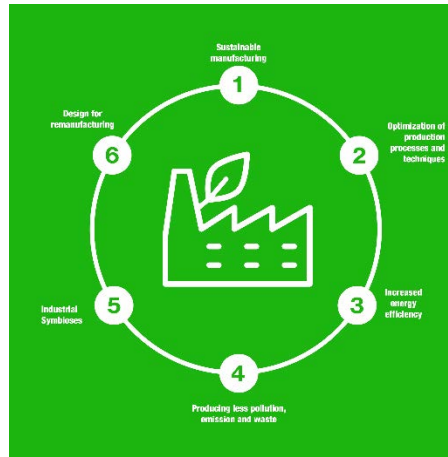 Sustainable
manufacturing
1
Optimization of
production
processes and
techniques
2
Increased
energy
efficiency
3
4
Producing less pollution,
emission and waste
Industrial
Symbioses
5
Design for
remanufacturing
6